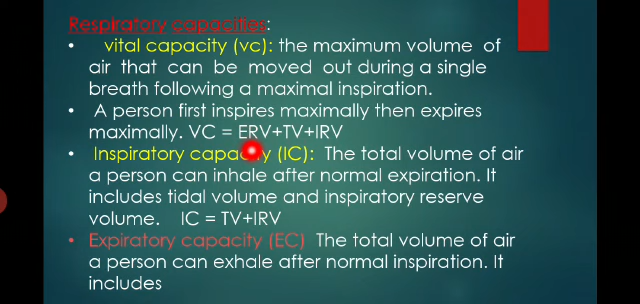 Respiratory capacities:
• vital capacity (vc): the maximum volume of
air that can be moved out during a single
breath following a maximal inspiration.
• A person first inspires maximally then expires
maximally. VC = ERV+TV+IRV
• Inspiratory capacity (IC): The total volume of air
a person can inhale after normal expiration. It
includes tidal volume and inspiratory reserve
volume. IC = TV+IRV
• Expiratory capacity (EC) The total volume of air
a person can exhale after normal inspiration. It
includes